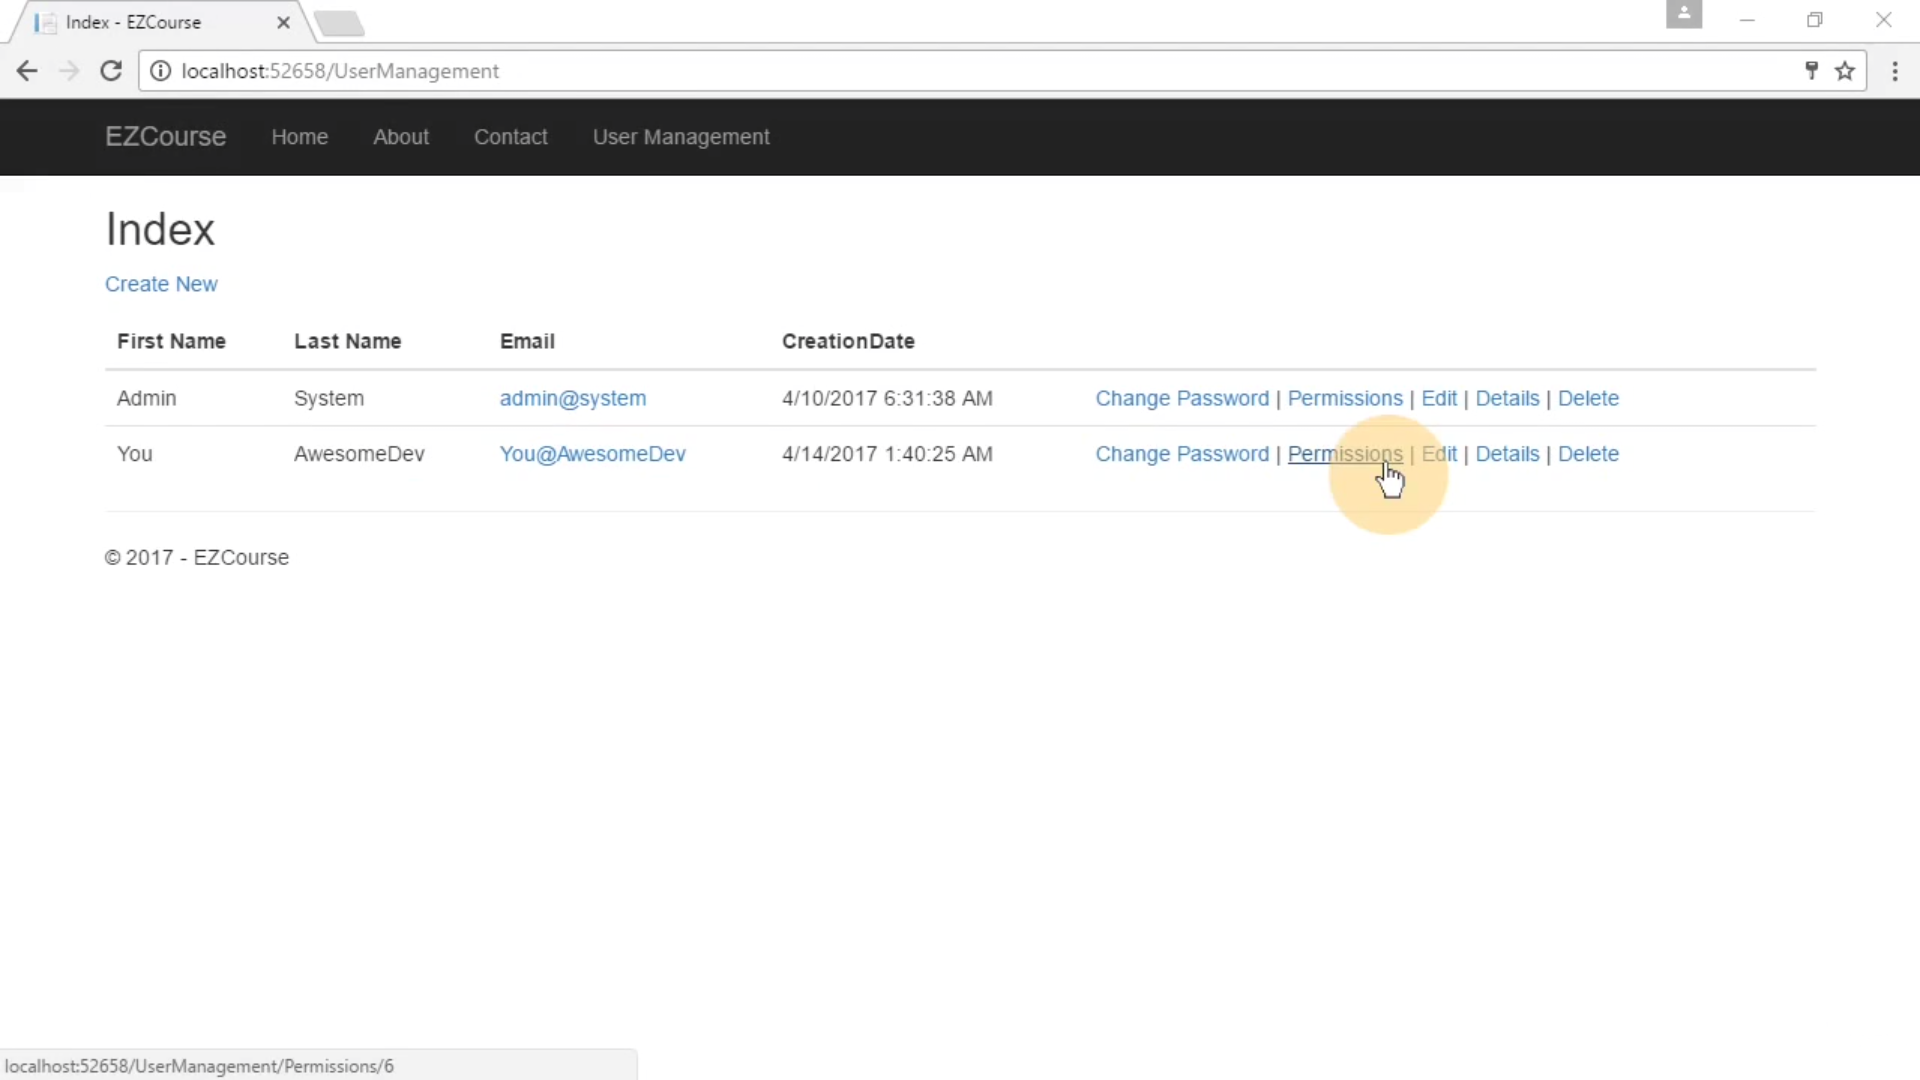 Index - EZCourse
localhost:52658/UserManagement
EZCourse Home About Contact User Management
Index
Create New
First Name Last Name Email CreationDate
Admin System admin@system 4/10/2017 6:31:38 AM Change Password | Permissions | Edit | Details | Delete
You AwesomeDev You@AwesomeDev 4/14/2017 1:40:25 AM Change Password | Permissions | Edit | Details | Delete
© 2017 - EZCourse
localhost:52658/UserManagement/Permissions/6